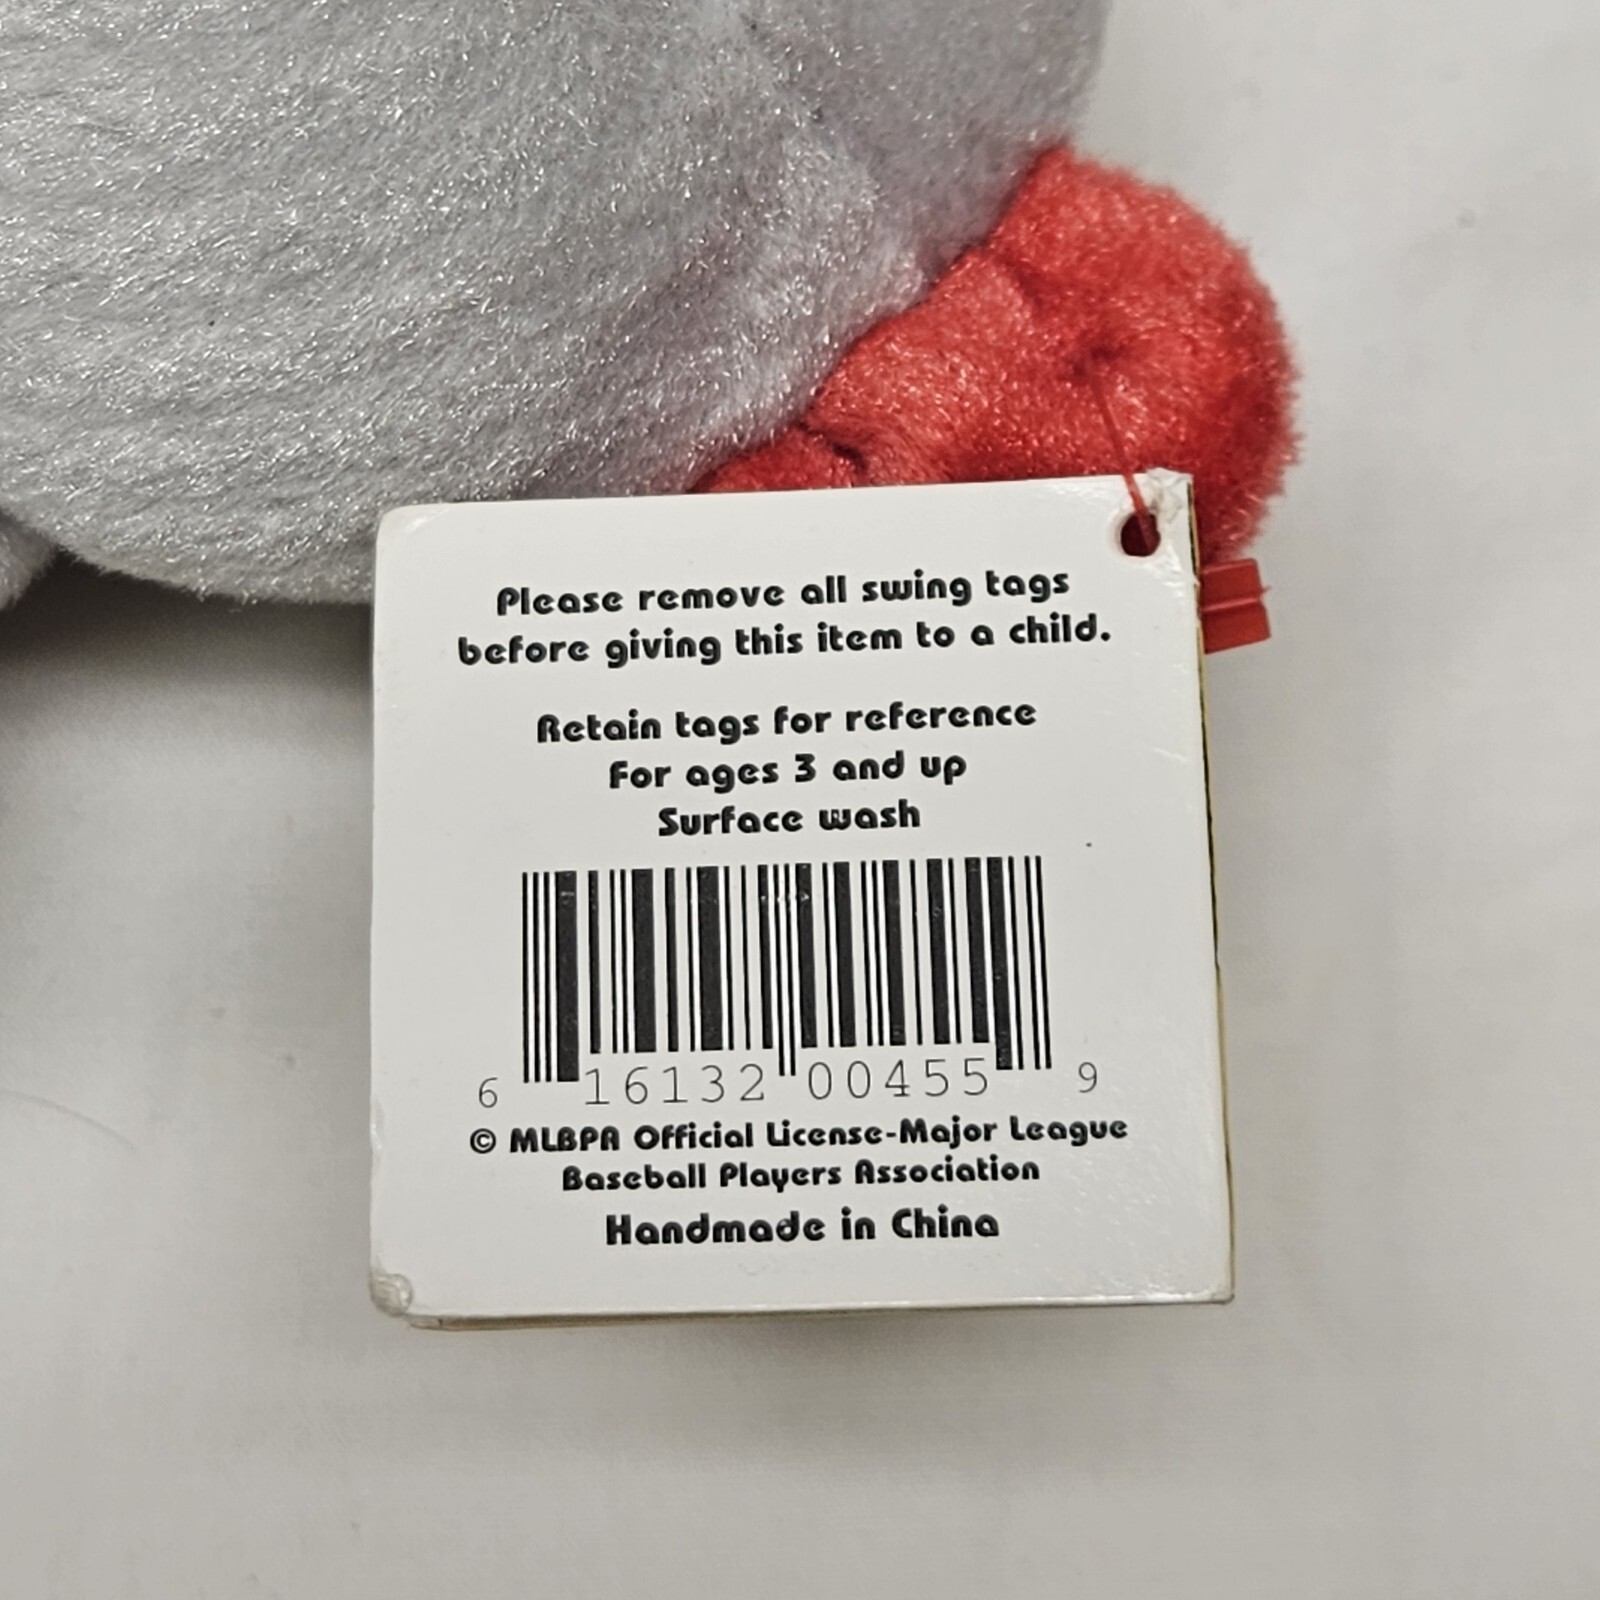 Please remove all swing tags
before giving this item to a child.
Retain tags for reference
For ages 3 and up
Surface wash
6 16132 00455 9
© MLBPA Official License-Major League
Baseball Players Association
Handmade in China